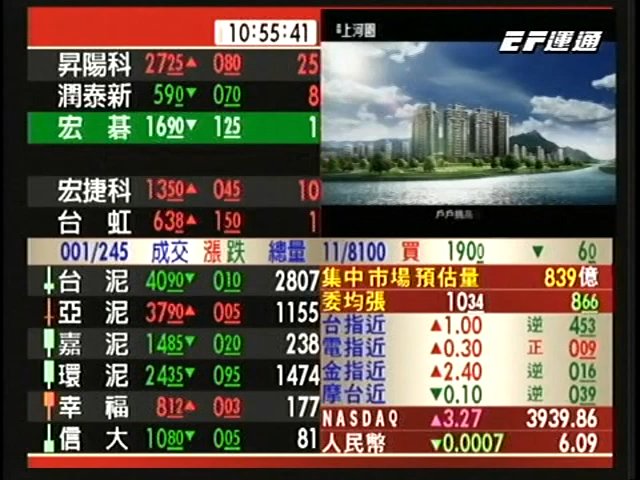 10:55:41
昇陽科 2725▲ 080 25
潤泰新 590▼ 070 8
宏碁 1690▼ 125 1
宏捷科 1350▲ 045 10
台虹 638▲ 150 1
001/245 成交 漲跌 總量
台泥 4090▼ 010 2807
亞泥 3790▲ 005 1155
嘉泥 1485▼ 020 238
環泥 2435▼ 095 1474
幸福 812▲ 003 177
信大 1080▼ 005 81
上河園
EF運通
戶戶挑高
11/8100 買 1900 ▼ 60
集中市場預估量 839億
委均張 1034 866
台指近 ▲1.00 逆 453
電指近 ▲0.30 正 009
金指近 ▲2.40 逆 016
摩台近 ▼0.10 逆 039
NASDAQ ▲3.27 3939.86
人民幣 ▼0.0007 6.09